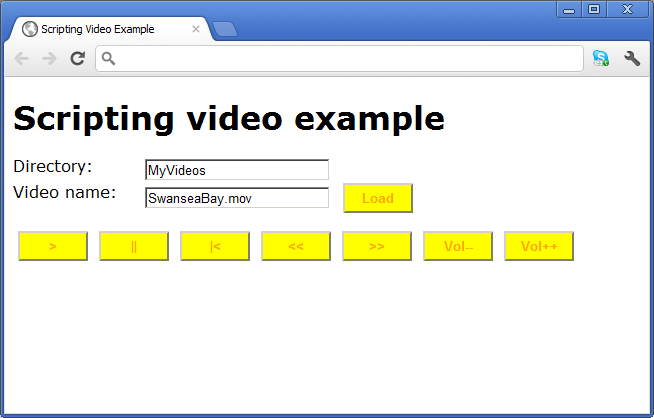 Scripting Video Example
Scripting video example
Directory: MyVideos
Video name: SwanseaBay.mov Load
> || |< << >> Vol-- Vol++